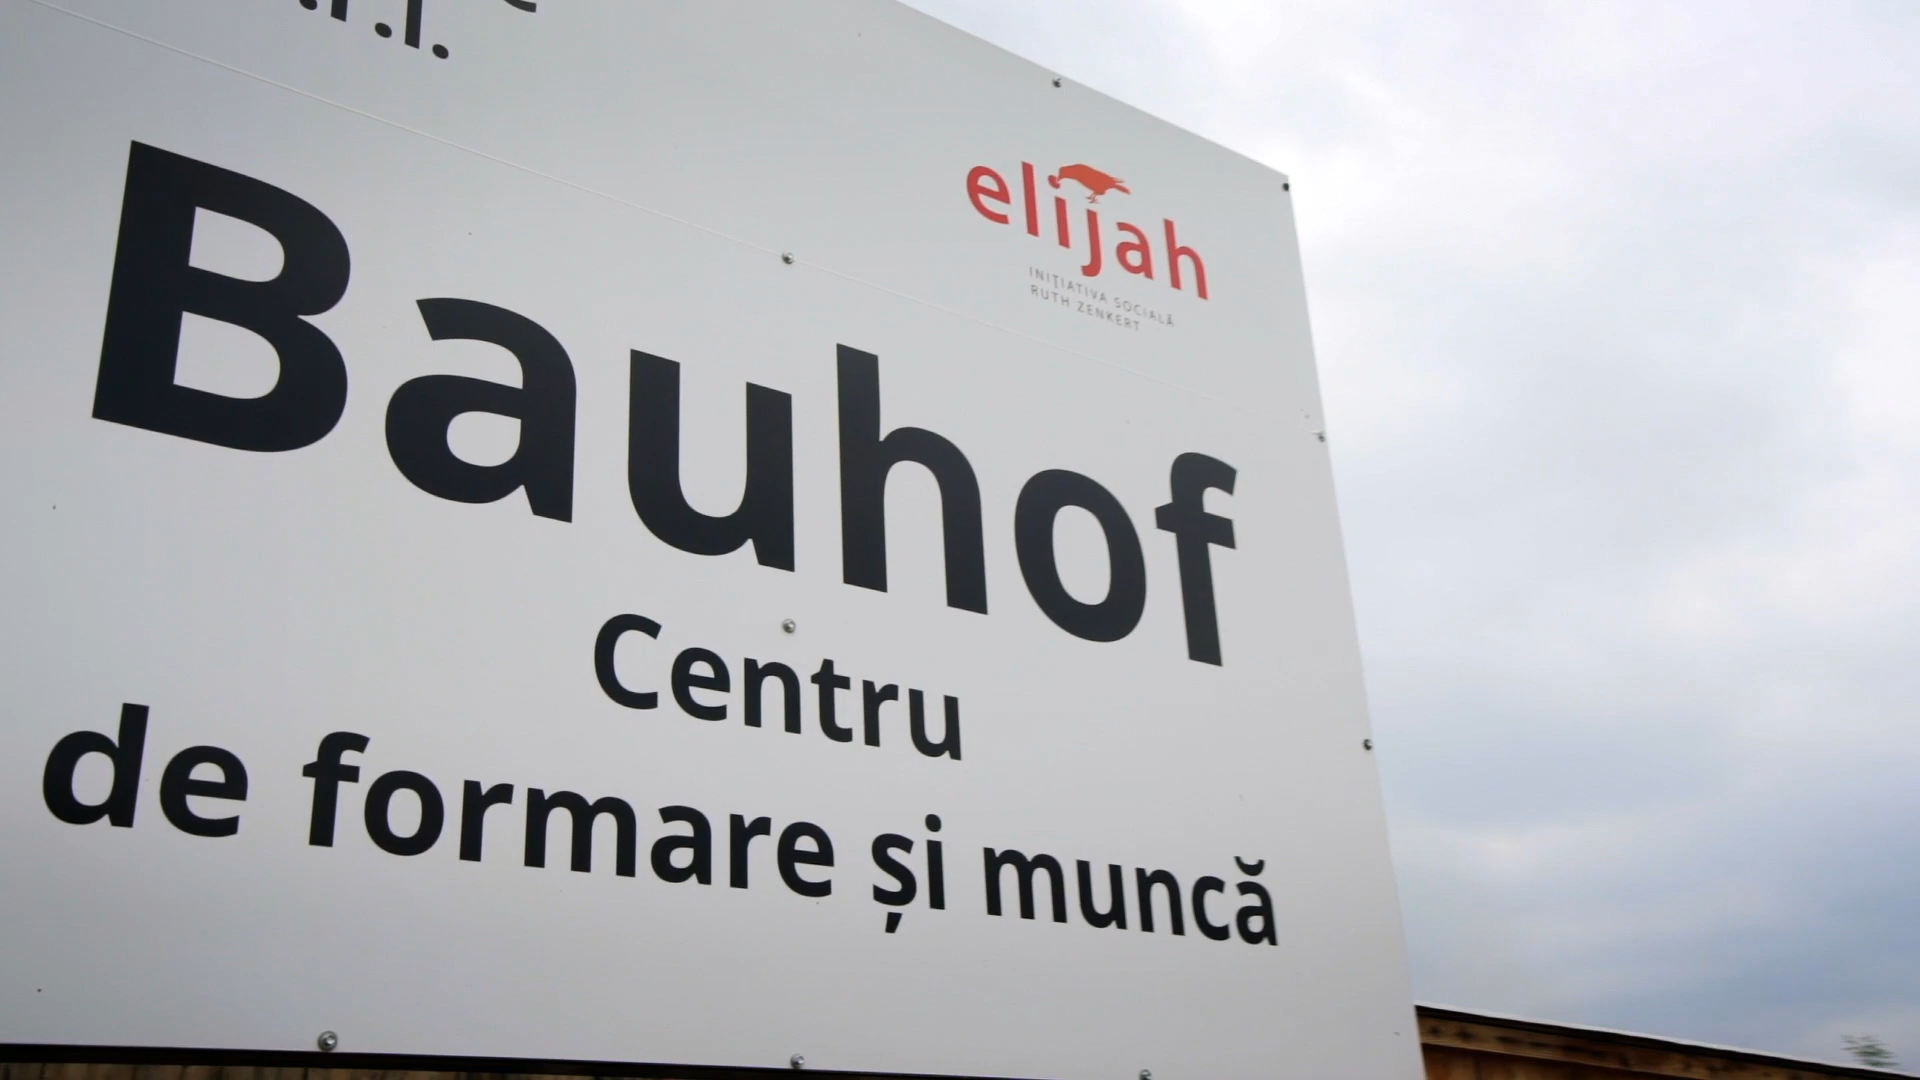 elijah
INIȚIATIVA SOCIALĂ
RUTH ZENKERT
Bauhof
Centru
de formare și muncă